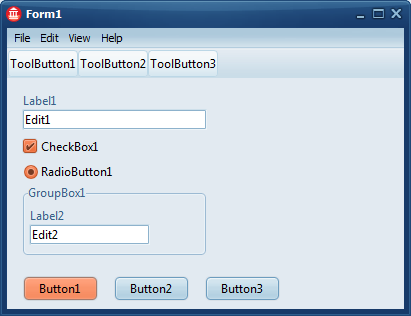 Form1
File Edit View Help
ToolButton1 ToolButton2 ToolButton3
Label1
Edit1
CheckBox1
RadioButton1
GroupBox1
Label2
Edit2
Button1 Button2 Button3